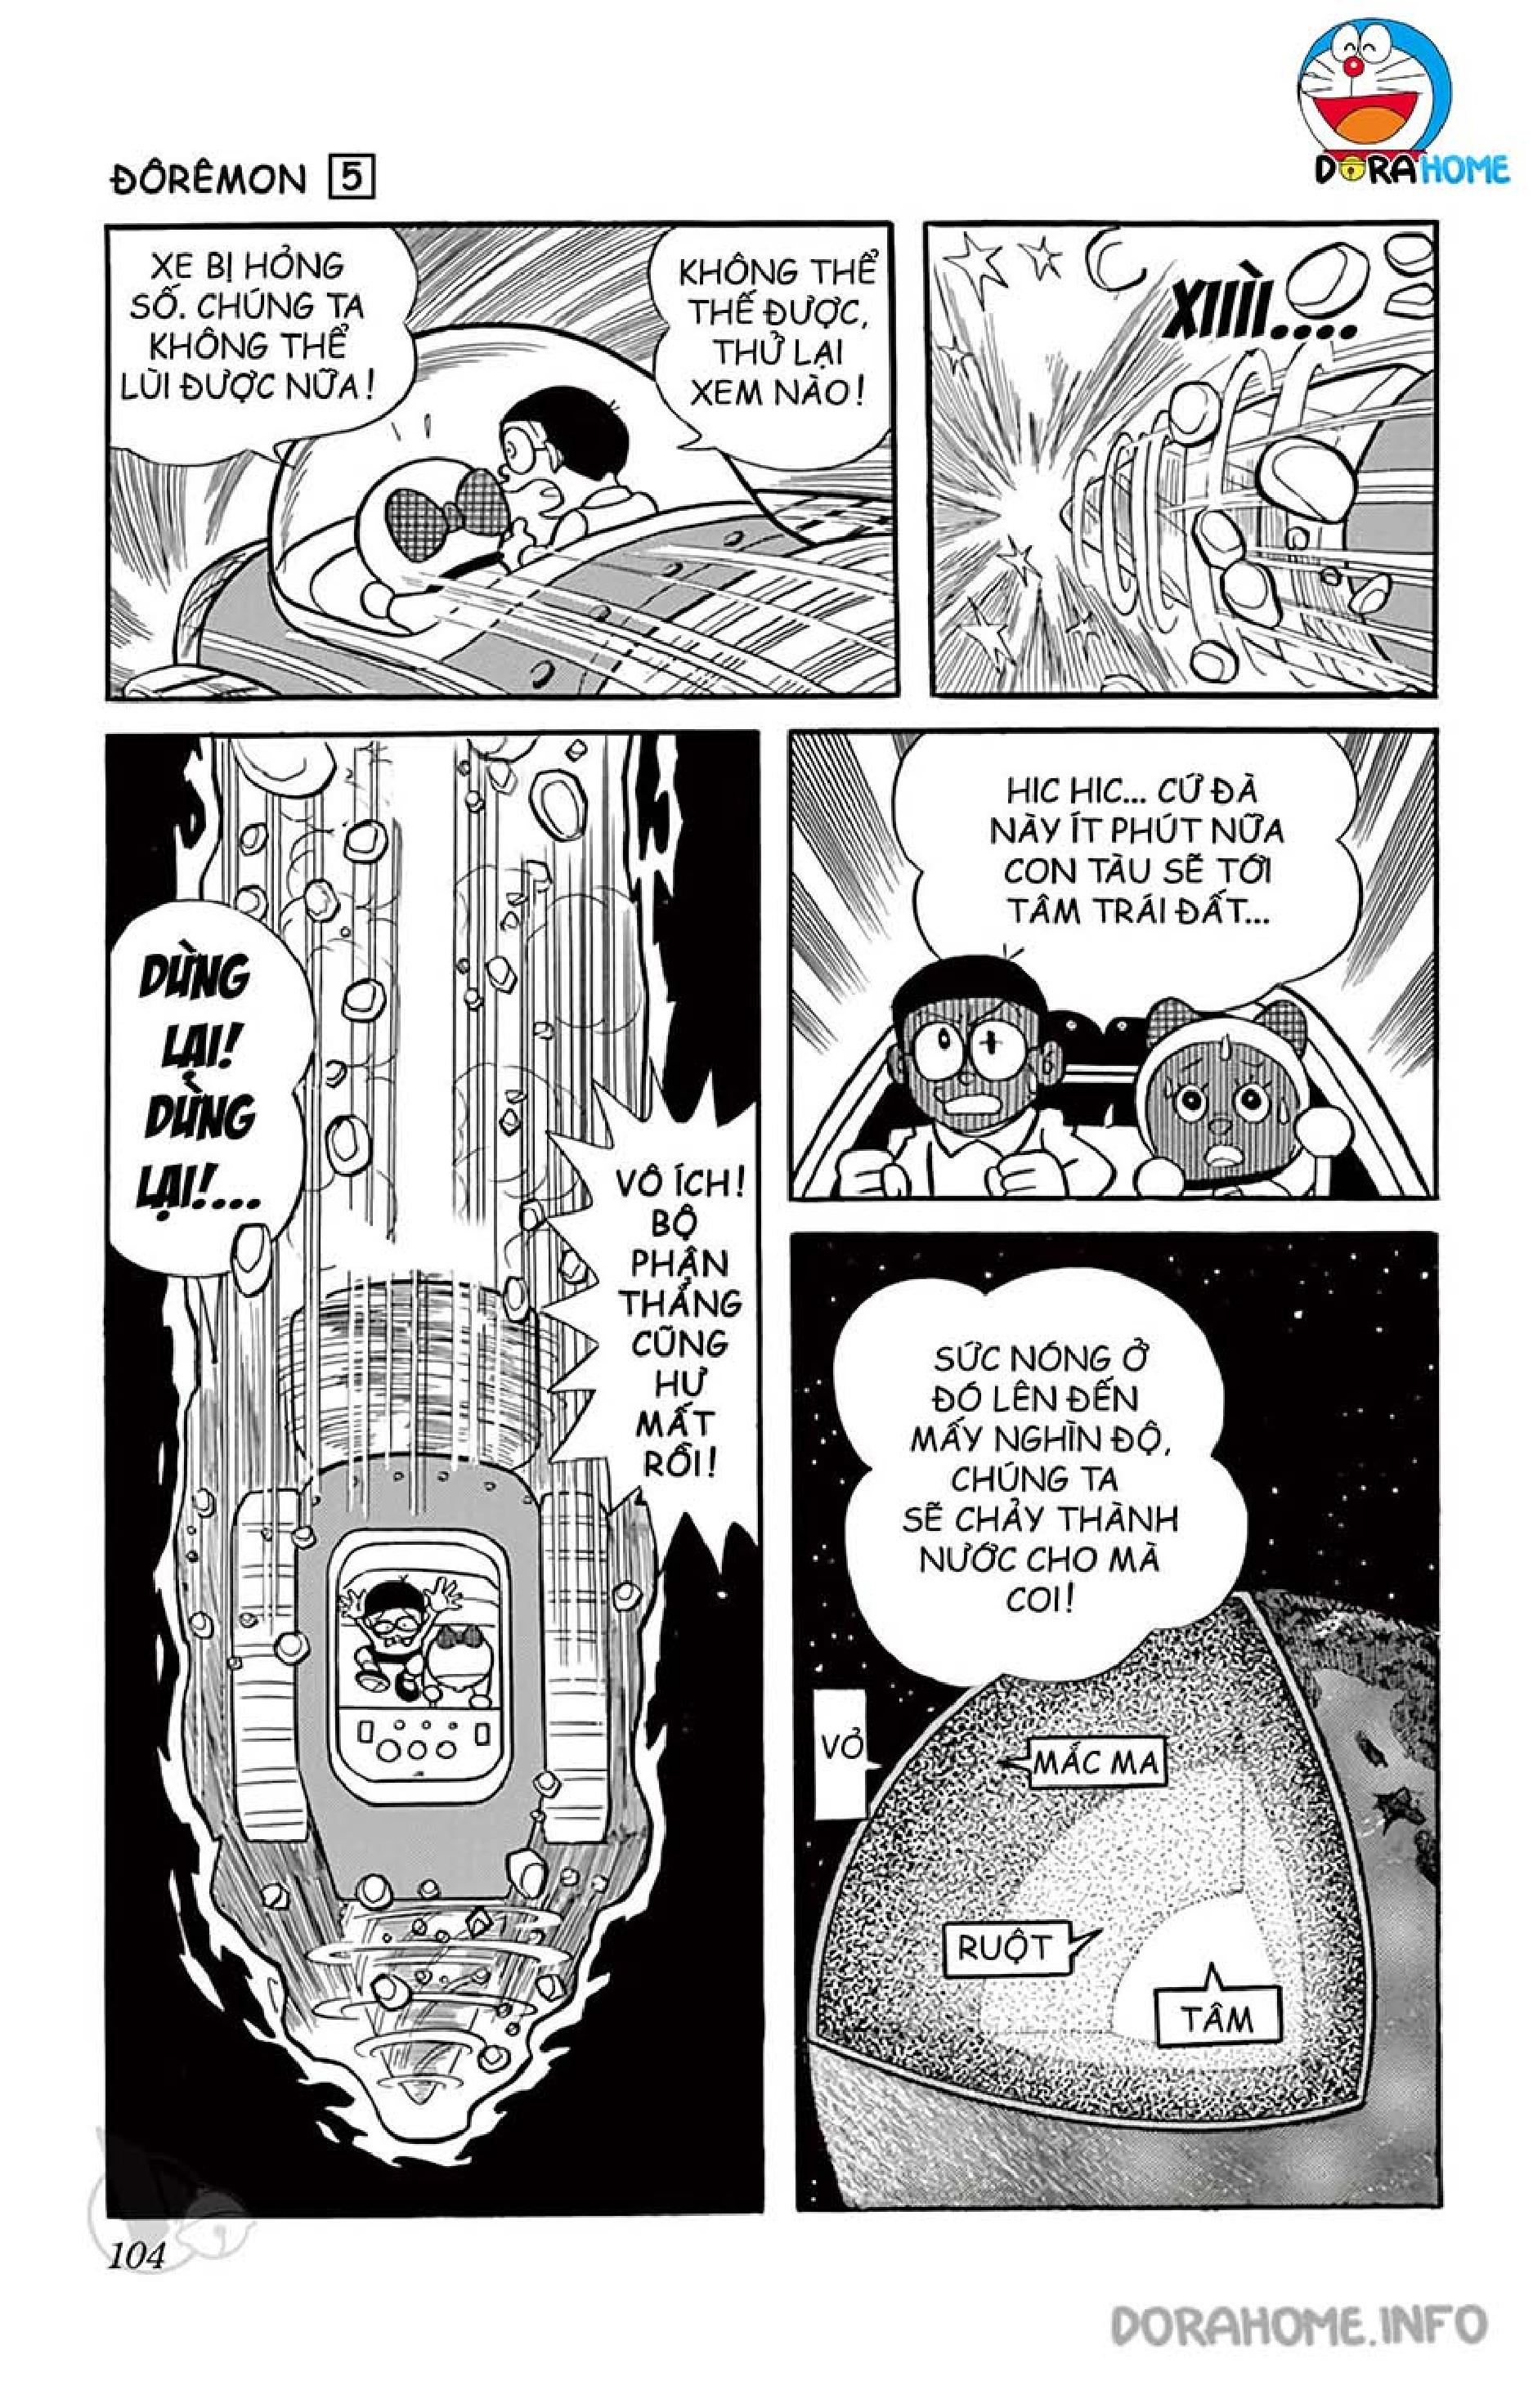 DORAHOME
ĐÔRÊMON 5
XE BỊ HỎNG
SỐ. CHÚNG TA
KHÔNG THỂ
LÙI ĐƯỢC NỮA!
KHÔNG THỂ
THẾ ĐƯỢC,
THỬ LẠI
XEM NÀO!
XIIIÌ....
DỪNG
LẠI!
DỪNG
LẠI!...
VÔ ÍCH!
BỘ
PHẬN
THẮNG
CŨNG
HƯ
MẤT
RỒI!
HIC HIC... CỨ ĐÀ
NÀY ÍT PHÚT NỮA
CON TÀU SẼ TỚI
TÂM TRÁI ĐẤT...
SỨC NÓNG Ở
ĐÓ LÊN ĐẾN
MẤY NGHÌN ĐỘ,
CHÚNG TA
SẼ CHẢY THÀNH
NƯỚC CHO MÀ
COI!
VỎ
MẮC MA
RUỘT
TÂM
104
DORAHOME.INFO